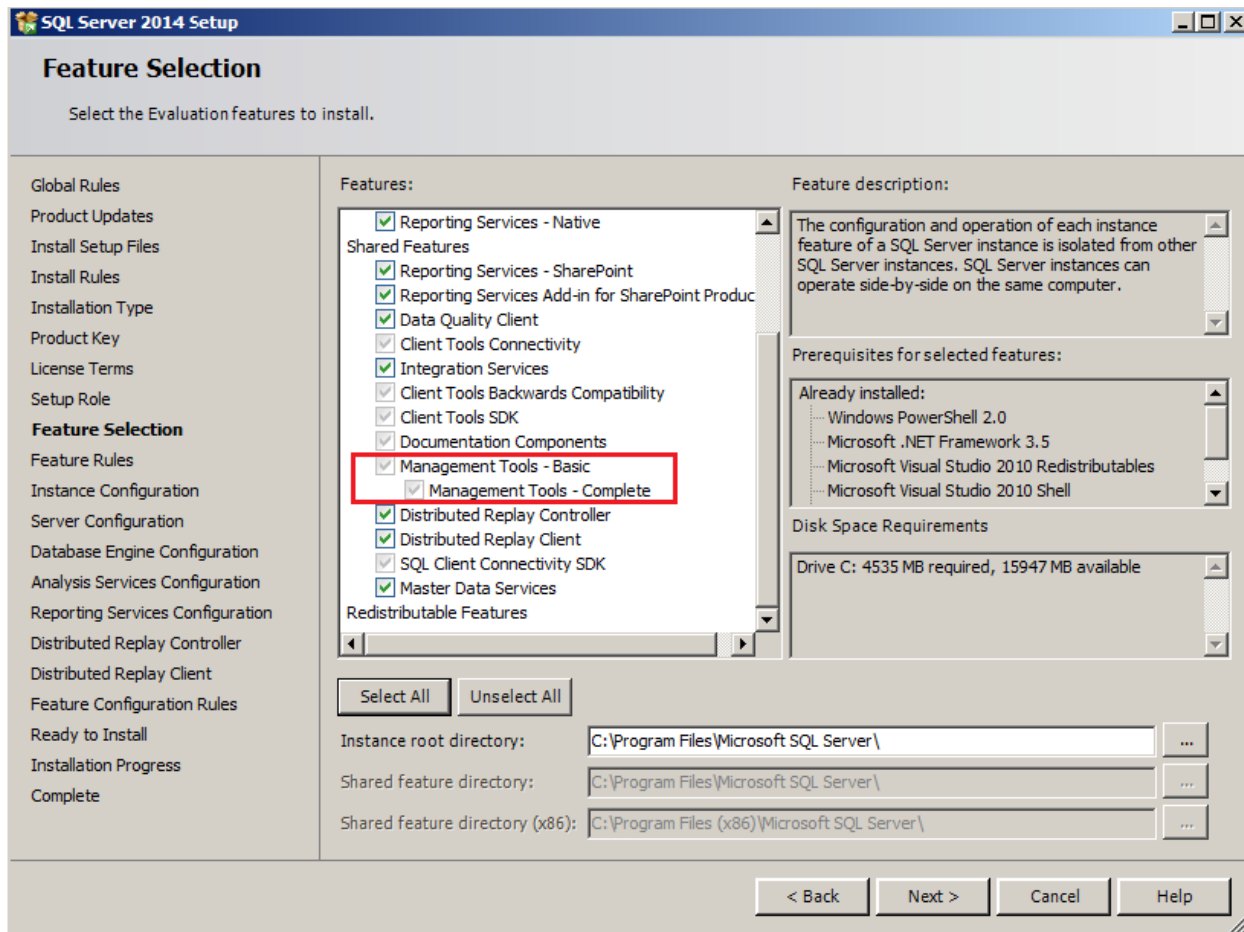 SQL Server 2014 Setup
Feature Selection
Select the Evaluation features to install.
Global Rules
Product Updates
Install Setup Files
Install Rules
Installation Type
Product Key
License Terms
Setup Role
Feature Selection
Feature Rules
Instance Configuration
Server Configuration
Database Engine Configuration
Analysis Services Configuration
Reporting Services Configuration
Distributed Replay Controller
Distributed Replay Client
Feature Configuration Rules
Ready to Install
Installation Progress
Complete
Features:
Reporting Services - Native
Shared Features
Reporting Services - SharePoint
Reporting Services Add-in for SharePoint Produc
Data Quality Client
Client Tools Connectivity
Integration Services
Client Tools Backwards Compatibility
Client Tools SDK
Documentation Components
Management Tools - Basic
Management Tools - Complete
Distributed Replay Controller
Distributed Replay Client
SQL Client Connectivity SDK
Master Data Services
Redistributable Features
Feature description:
The configuration and operation of each instance
feature of a SQL Server instance is isolated from other
SQL Server instances. SQL Server instances can
operate side-by-side on the same computer.
Prerequisites for selected features:
Already installed:
Windows PowerShell 2.0
Microsoft .NET Framework 3.5
Microsoft Visual Studio 2010 Redistributables
Microsoft Visual Studio 2010 Shell
Disk Space Requirements
Drive C: 4535 MB required, 15947 MB available
Select All
Unselect All
Instance root directory:
C:\Program Files\Microsoft SQL Server\
...
Shared feature directory:
C:\Program Files\Microsoft SQL Server\
...
Shared feature directory (x86):
C:\Program Files (x86)\Microsoft SQL Server\
...
< Back
Next >
Cancel
Help